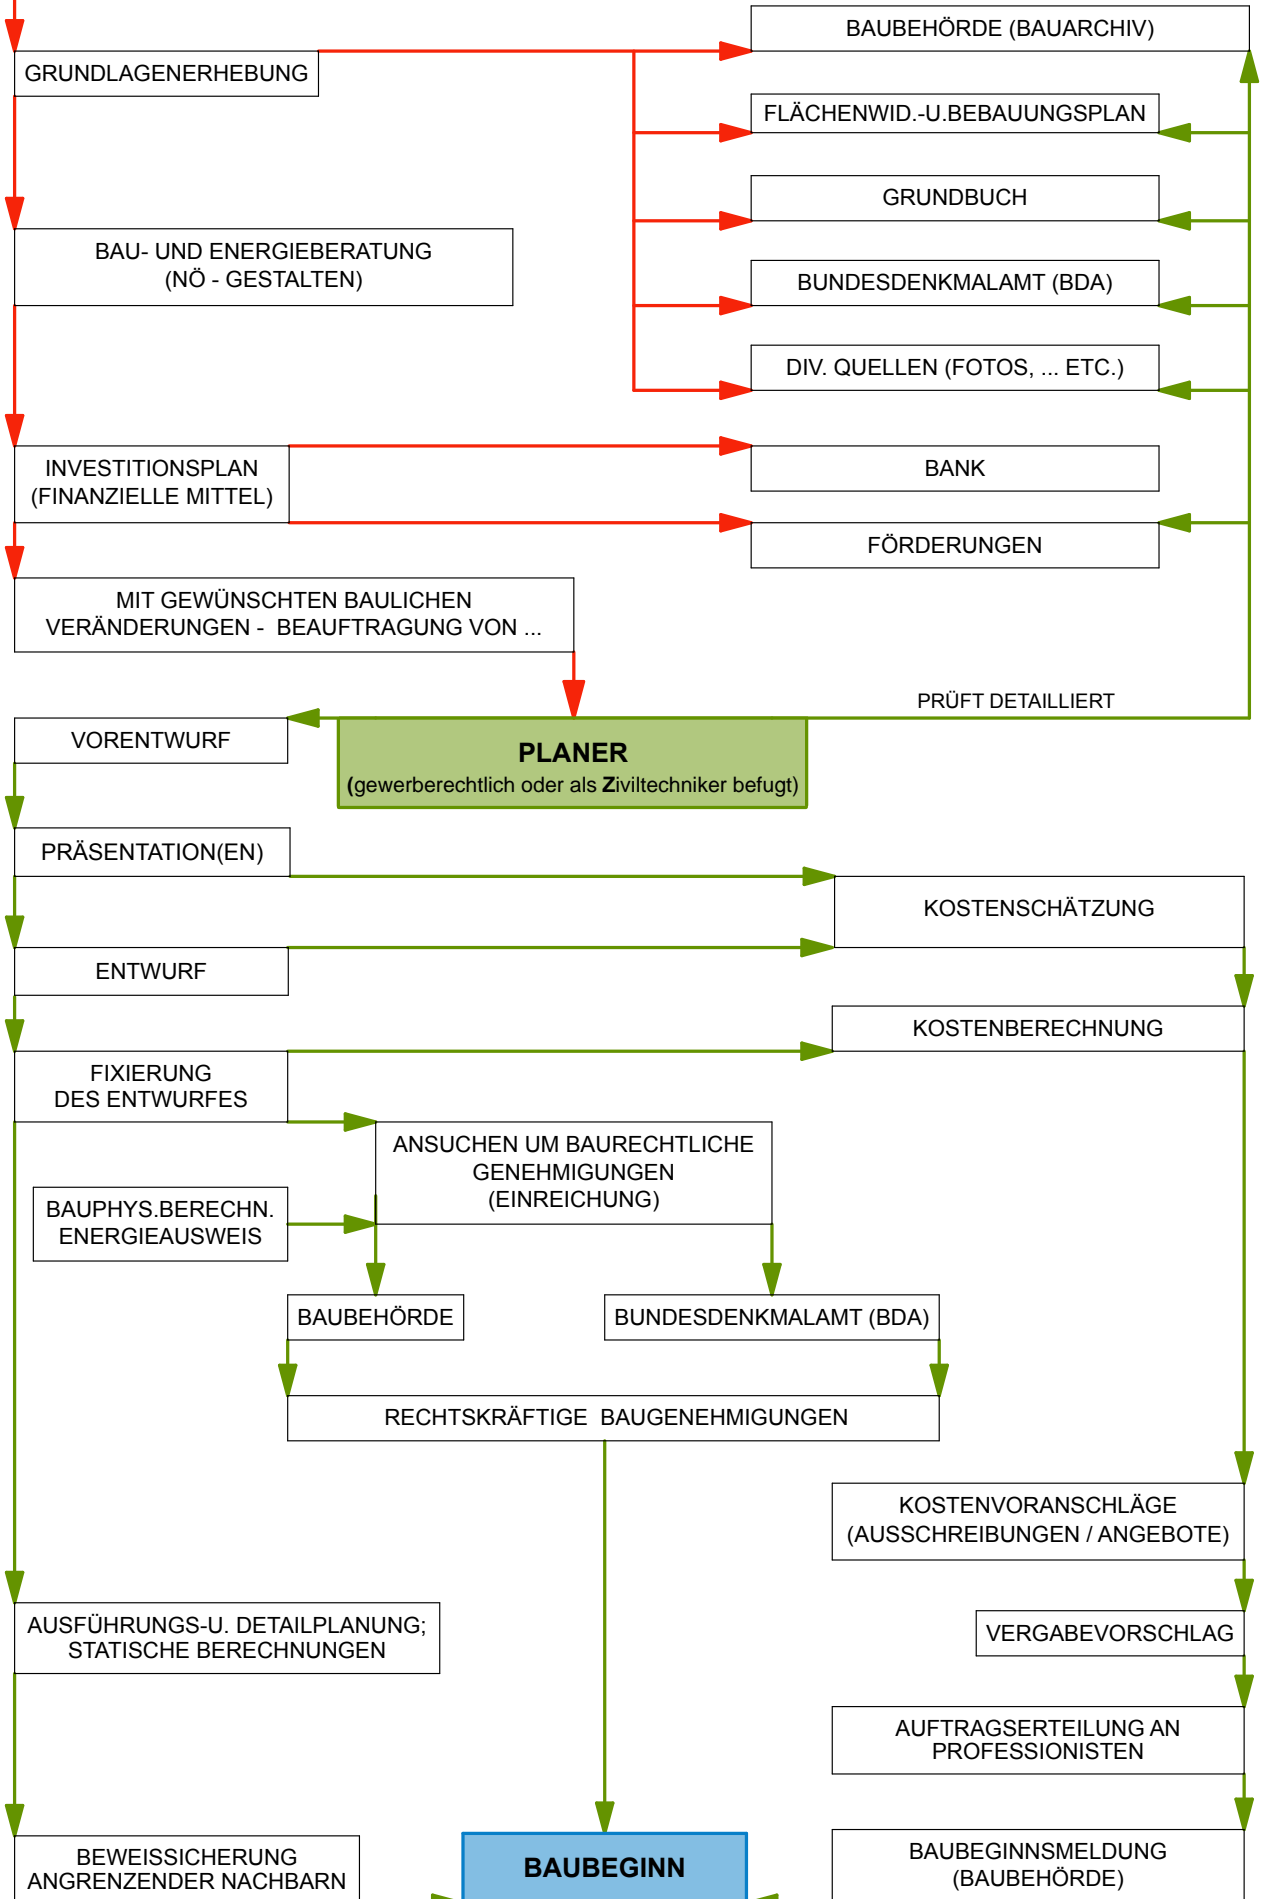 BAUBEHÖRDE (BAUARCHIV)
GRUNDLAGENERHEBUNG
FLÄCHENWID.-U.BEBAUUNGSPLAN
GRUNDBUCH
BAU- UND ENERGIEBERATUNG
(NÖ - GESTALTEN)
BUNDESDENKMALAMT (BDA)
DIV. QUELLEN (FOTOS, ... ETC.)
INVESTITIONSPLAN
(FINANZIELLE MITTEL)
BANK
FÖRDERUNGEN
MIT GEWÜNSCHTEN BAULICHEN
VERÄNDERUNGEN - BEAUFTRAGUNG VON ...
PRÜFT DETAILLIERT
VORENTWURF
PLANER
(gewerberechtlich oder als Ziviltechniker befugt)
PRÄSENTATION(EN)
KOSTENSCHÄTZUNG
ENTWURF
KOSTENBERECHNUNG
FIXIERUNG
DES ENTWURFES
ANSUCHEN UM BAURECHTLICHE
GENEHMIGUNGEN
(EINREICHUNG)
BAUPHYS.BERECHN.
ENERGIEAUSWEIS
BAUBEHÖRDE
BUNDESDENKMALAMT (BDA)
RECHTSKRÄFTIGE BAUGENEHMIGUNGEN
KOSTENVORANSCHLÄGE
(AUSSCHREIBUNGEN / ANGEBOTE)
AUSFÜHRUNGS-U. DETAILPLANUNG;
STATISCHE BERECHNUNGEN
VERGABEVORSCHLAG
AUFTRAGSERTEILUNG AN
PROFESSIONISTEN
BEWEISSICHERUNG
ANGRENZENDER NACHBARN
BAUBEGINN
BAUBEGINNSMELDUNG
(BAUBEHÖRDE)